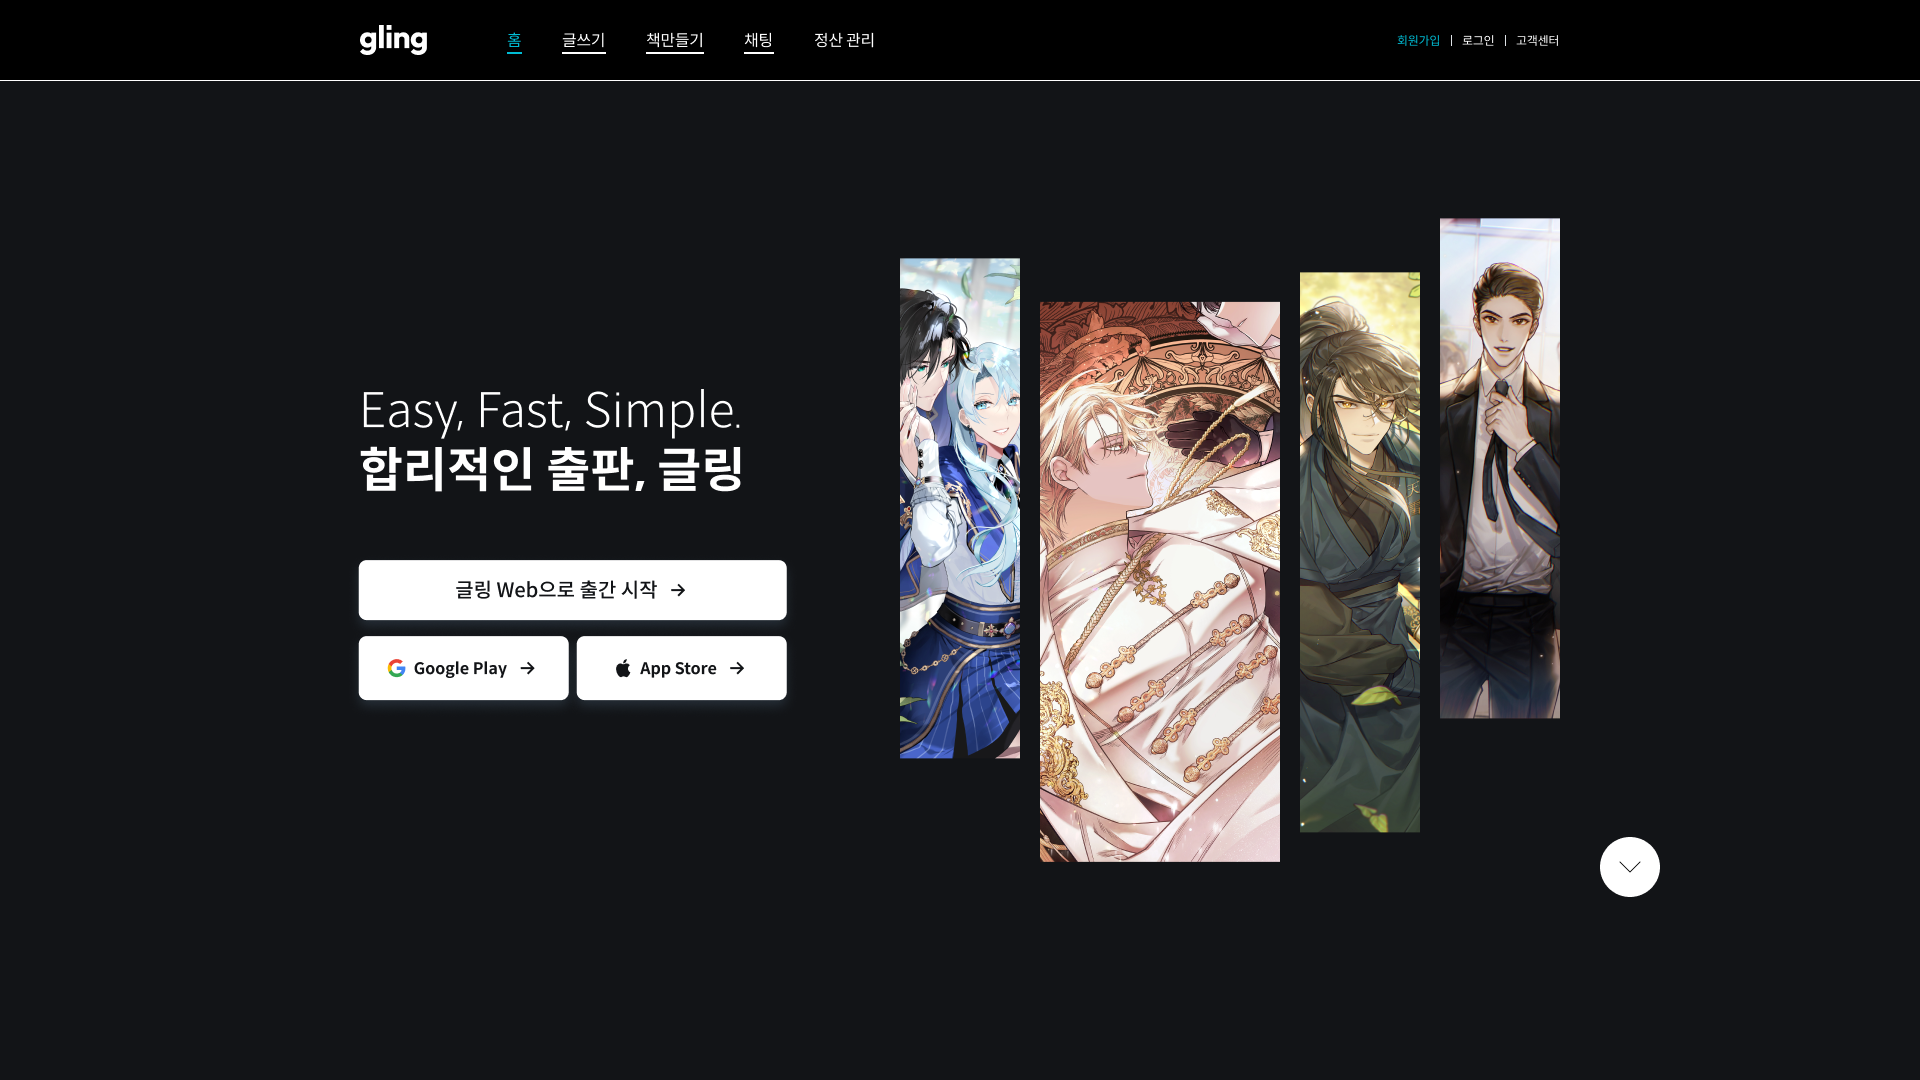 gling
홈 글쓰기 책만들기 채팅 정산 관리
회원가입 | 로그인 | 고객센터
Easy, Fast, Simple.
합리적인 출판, 글링
글링 Web으로 출간 시작 →
Google Play →
App Store →